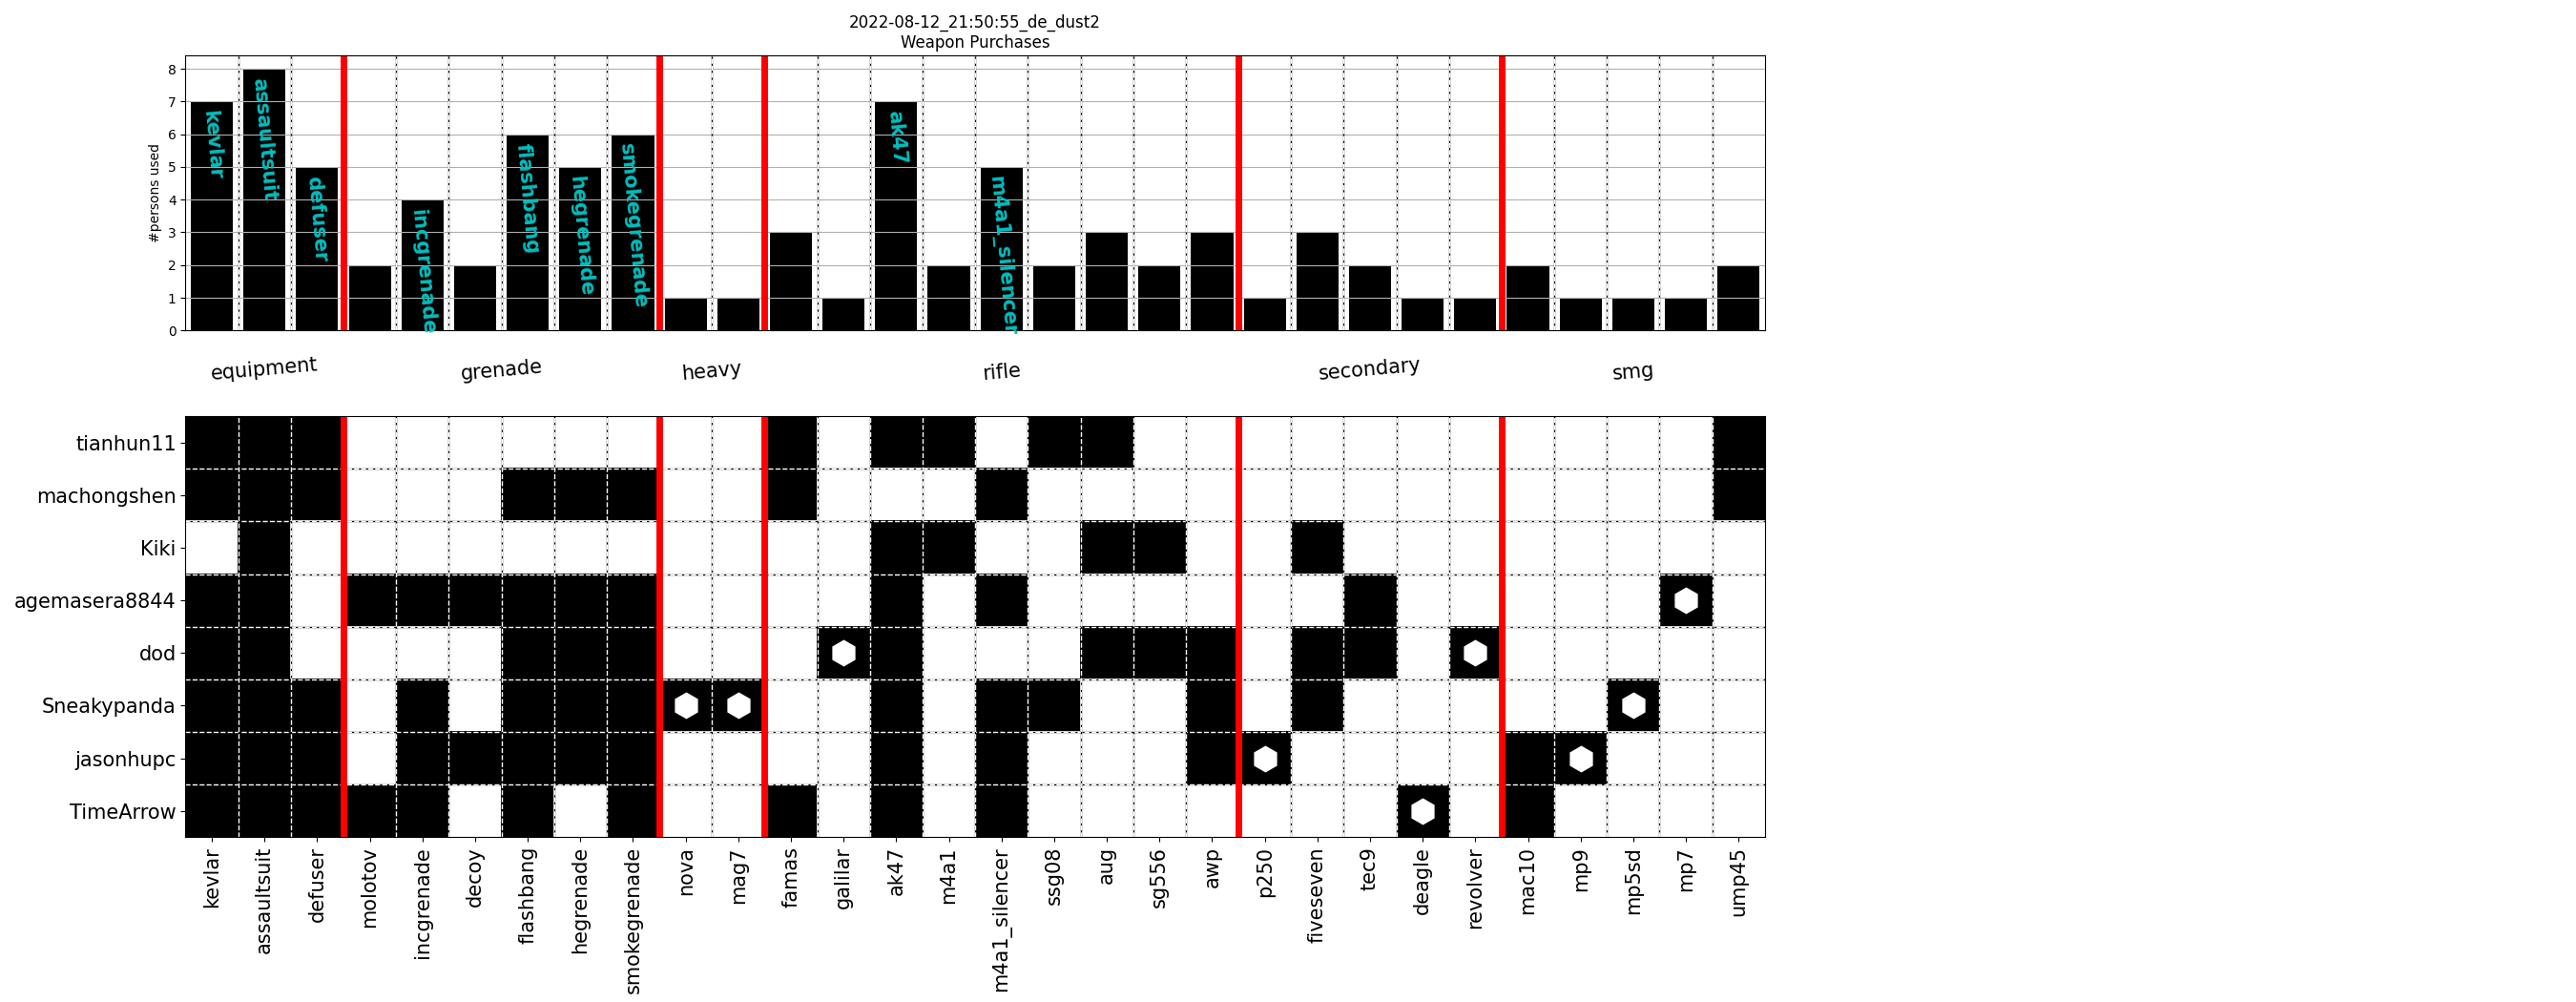 2022-08-12_21:50:55_de_dust2
Weapon Purchases
#persons used
8
7
6
5
4
3
2
1
0
kevlar
assaultsuit
defuser
incgrenade
flashbang
hegrenade
smokegrenade
ak47
m4a1_silencer
equipment
grenade
heavy
rifle
secondary
smg
tianhun11
machongshen
Kiki
agemasera8844
dod
Sneakypanda
jasonhupc
TimeArrow
kevlar
assaultsuit
defuser
molotov
incgrenade
decoy
flashbang
hegrenade
smokegrenade
nova
mag7
famas
galilar
ak47
m4a1
m4a1_silencer
ssg08
aug
sg556
awp
p250
fiveseven
tec9
deagle
revolver
mac10
mp9
mp5sd
mp7
ump45